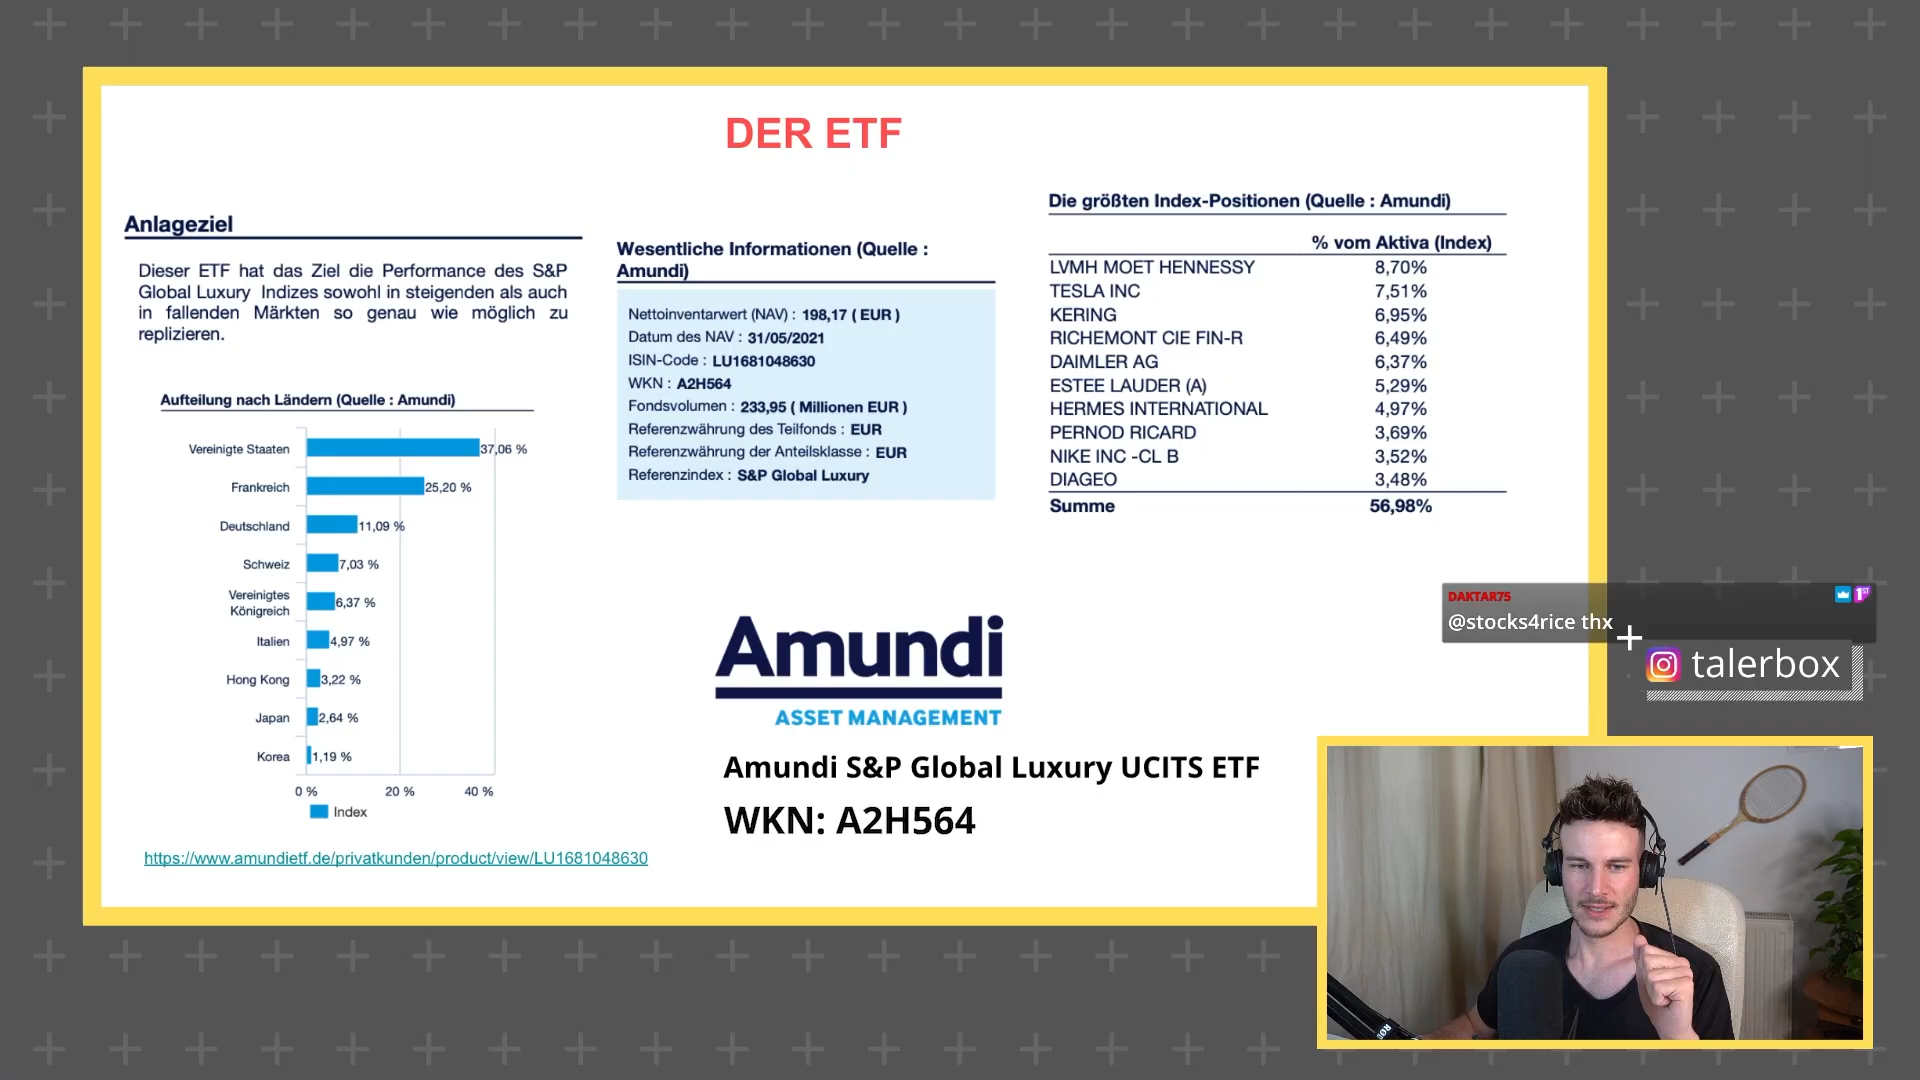 DER ETF
Anlageziel
Dieser ETF hat das Ziel die Performance des S&P
Global Luxury Indizes sowohl in steigenden als auch
in fallenden Märkten so genau wie möglich zu
replizieren.
Aufteilung nach Ländern (Quelle : Amundi)
Vereinigte Staaten 37,06 %
Frankreich 25,20 %
Deutschland 11,09 %
Schweiz 7,03 %
Vereinigtes
Königreich 6,37 %
Italien 4,97 %
Hong Kong 3,22 %
Japan 2,64 %
Korea 1,19 %
0 % 20 % 40 %
Index
https://www.amundietf.de/privatkunden/product/view/LU1681048630
Wesentliche Informationen (Quelle :
Amundi)
Nettoinventarwert (NAV) : 198,17 ( EUR )
Datum des NAV : 31/05/2021
ISIN-Code : LU1681048630
WKN : A2H564
Fondsvolumen : 233,95 ( Millionen EUR )
Referenzwährung des Teilfonds : EUR
Referenzwährung der Anteilsklasse : EUR
Referenzindex : S&P Global Luxury
Amundi
ASSET MANAGEMENT
Amundi S&P Global Luxury UCITS ETF
WKN: A2H564
Die größten Index-Positionen (Quelle : Amundi)
% vom Aktiva (Index)
LVMH MOET HENNESSY 8,70%
TESLA INC 7,51%
KERING 6,95%
RICHEMONT CIE FIN-R 6,49%
DAIMLER AG 6,37%
ESTEE LAUDER (A) 5,29%
HERMES INTERNATIONAL 4,97%
PERNOD RICARD 3,69%
NIKE INC -CL B 3,52%
DIAGEO 3,48%
Summe 56,98%
DAKTAR75
1ST
@stocks4rice thx
talerbox
RØDE